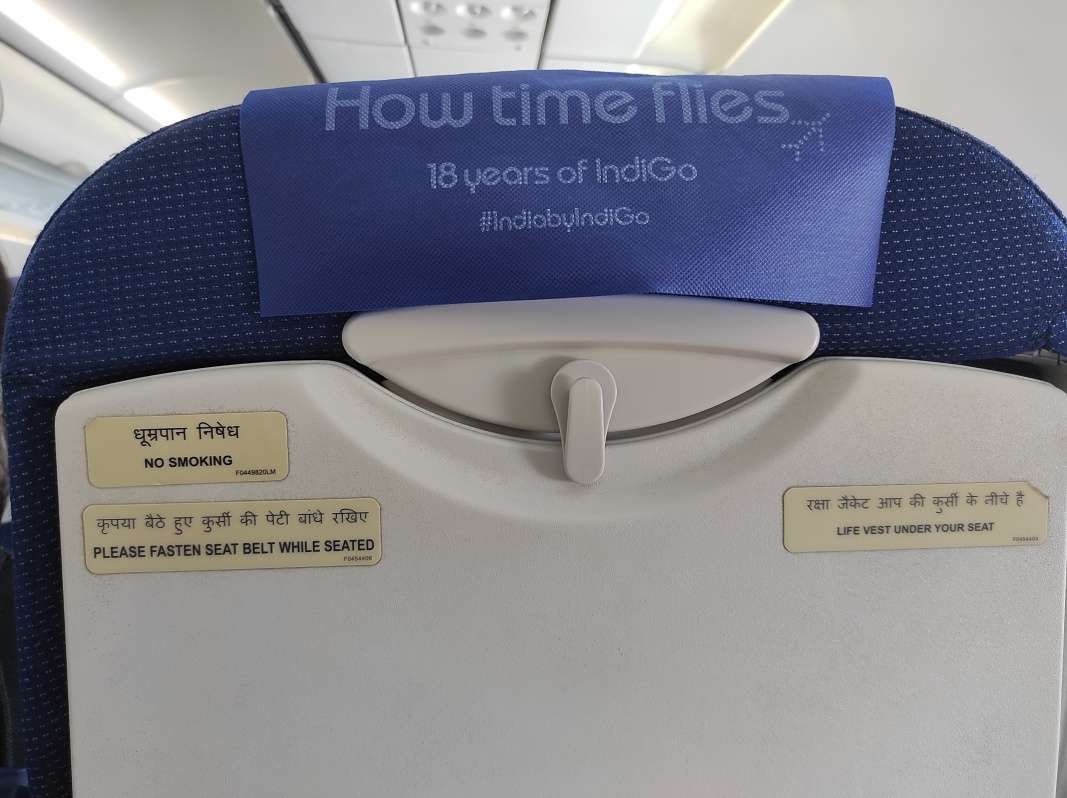 How time flies
18 years of IndiGo
#IndiabyIndiGo
धूम्रपान निषेध
NO SMOKING
F0449820LM
कृपया बैठे हुए कुर्सी की पेटी बांधे रखिए
PLEASE FASTEN SEAT BELT WHILE SEATED
रक्षा जैकेट आप की कुर्सी के नीचे है
LIFE VEST UNDER YOUR SEAT